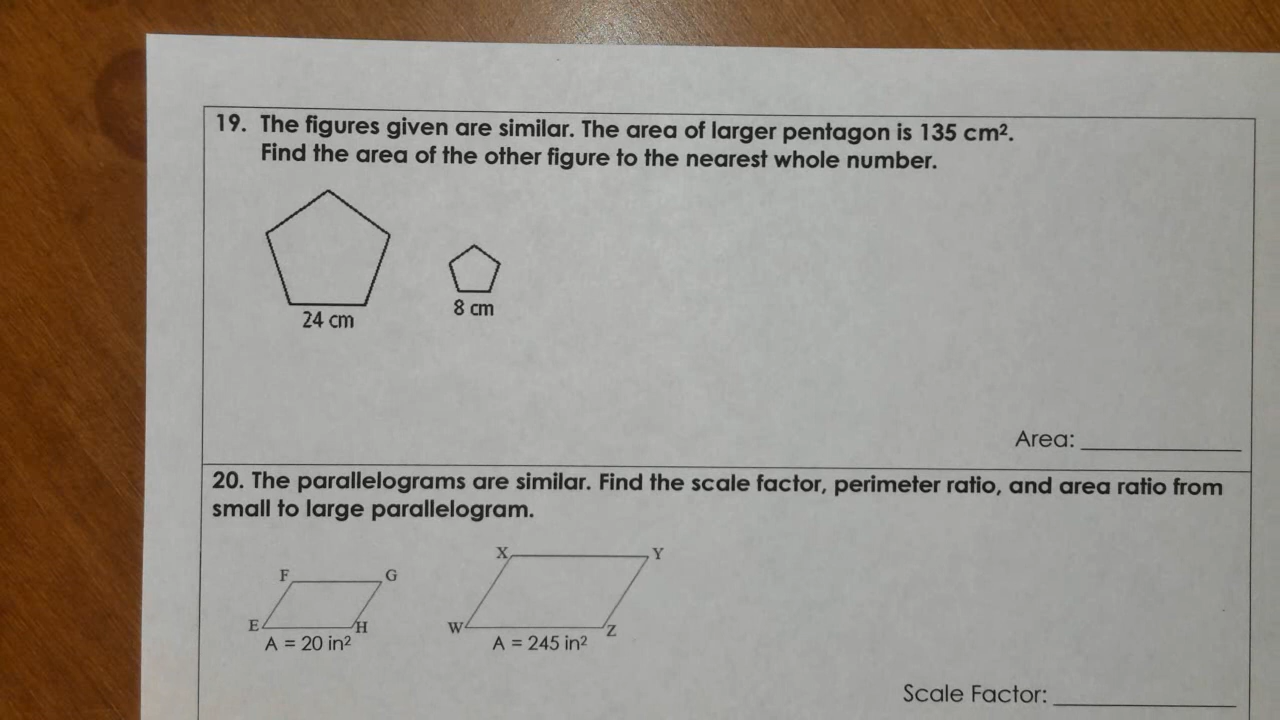 19. The figures given are similar. The area of larger pentagon is 135 cm².
Find the area of the other figure to the nearest whole number.
24 cm
8 cm
Area: ____________
20. The parallelograms are similar. Find the scale factor, perimeter ratio, and area ratio from
small to large parallelogram.
X Y
F G
E H
W Z
A = 20 in²
A = 245 in²
Scale Factor: ____________